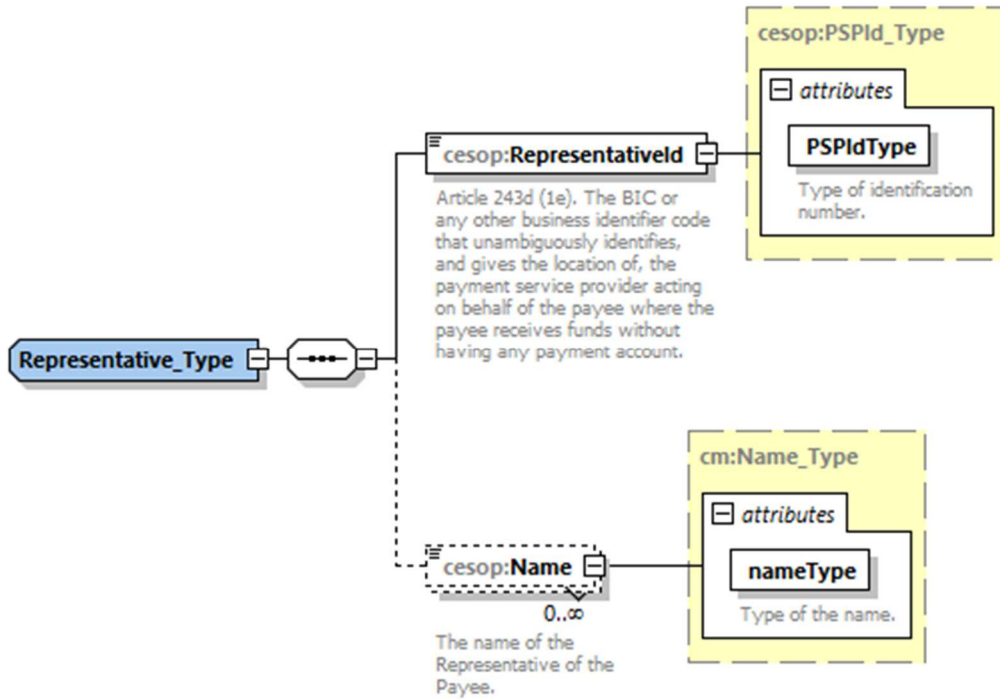 cesop:PSPId_Type
attributes
PSPIdType
Type of identification
number.
cesop:RepresentativeId
Article 243d (1e). The BIC or
any other business identifier code
that unambiguously identifies,
and gives the location of, the
payment service provider acting
on behalf of the payee where the
payee receives funds without
having any payment account.
Representative_Type
cm:Name_Type
attributes
nameType
Type of the name.
cesop:Name
0..∞
The name of the
Representative of the
Payee.